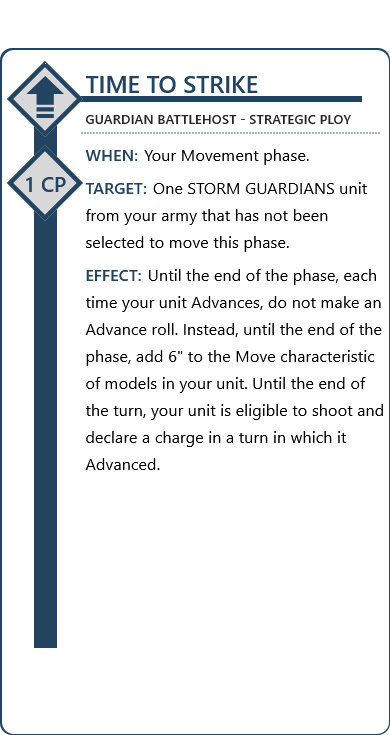 TIME TO STRIKE
GUARDIAN BATTLEHOST - STRATEGIC PLOY
WHEN: Your Movement phase.
1 CP
TARGET: One STORM GUARDIANS unit
from your army that has not been
selected to move this phase.
EFFECT: Until the end of the phase, each
time your unit Advances, do not make an
Advance roll. Instead, until the end of the
phase, add 6" to the Move characteristic
of models in your unit. Until the end of
the turn, your unit is eligible to shoot and
declare a charge in a turn in which it
Advanced.